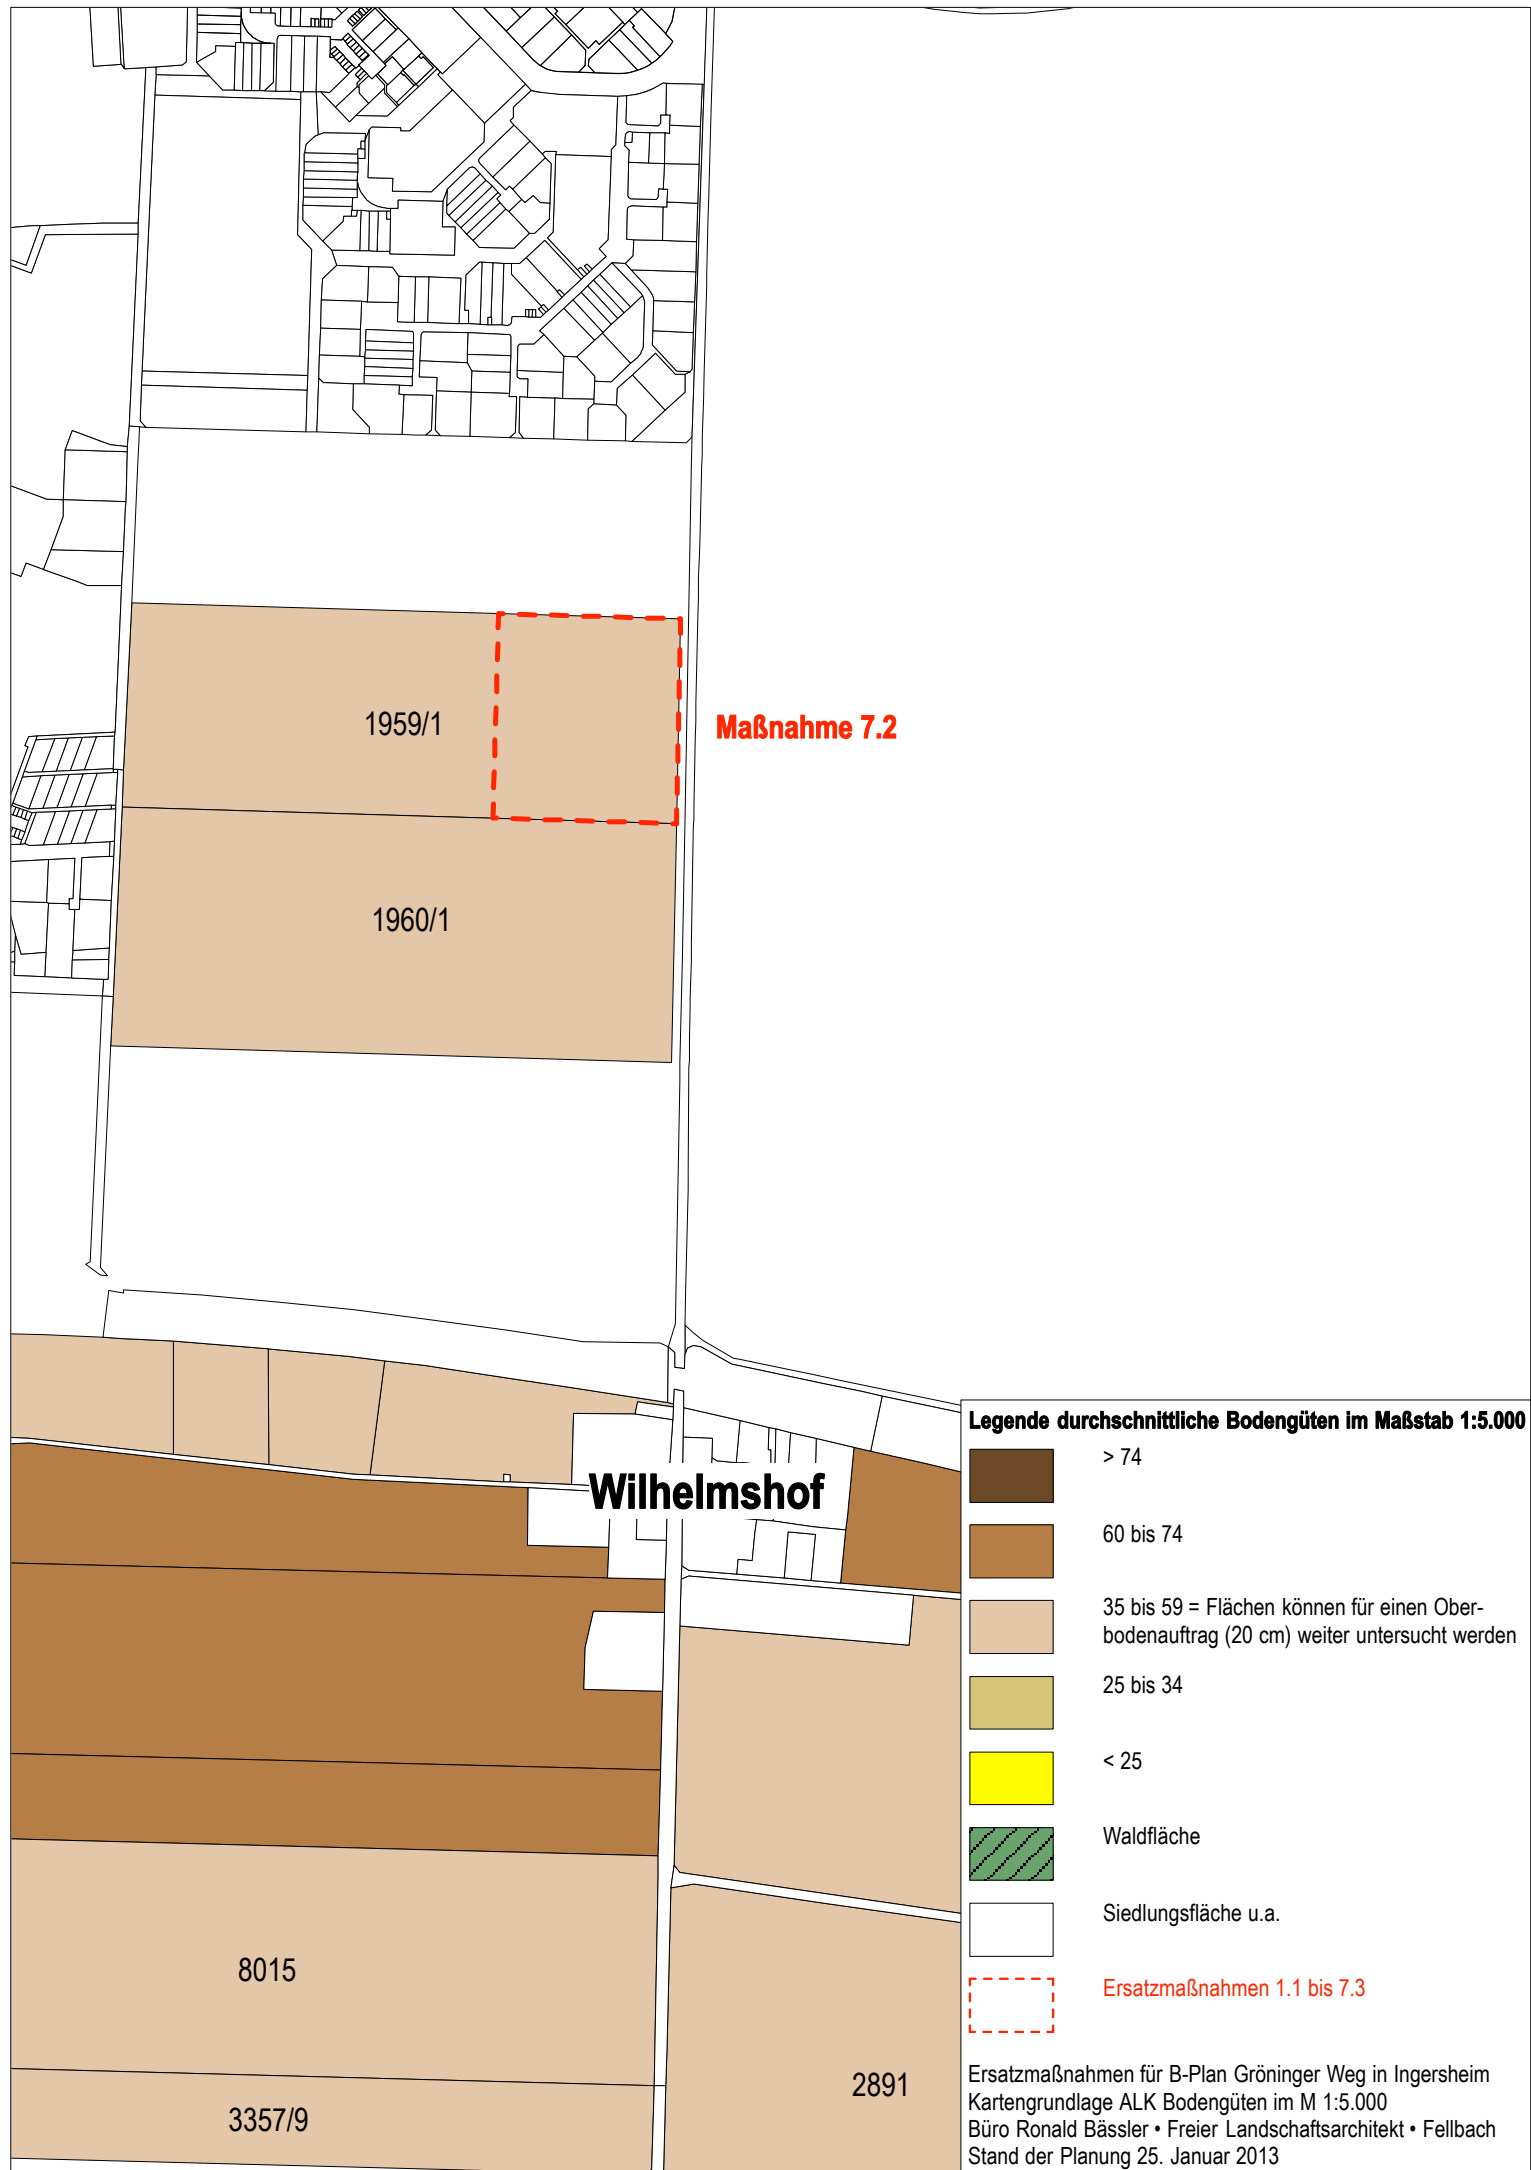 1959/1
Maßnahme 7.2
1960/1
Wilhelmshof
8015
2891
3357/9
Legende durchschnittliche Bodengüten im Maßstab 1:5.000
> 74
60 bis 74
35 bis 59 = Flächen können für einen Ober-
bodenauftrag (20 cm) weiter untersucht werden
25 bis 34
< 25
Waldfläche
Siedlungsfläche u.a.
Ersatzmaßnahmen 1.1 bis 7.3
Ersatzmaßnahmen für B-Plan Gröninger Weg in Ingersheim
Kartengrundlage ALK Bodengüten im M 1:5.000
Büro Ronald Bässler • Freier Landschaftsarchitekt • Fellbach
Stand der Planung 25. Januar 2013